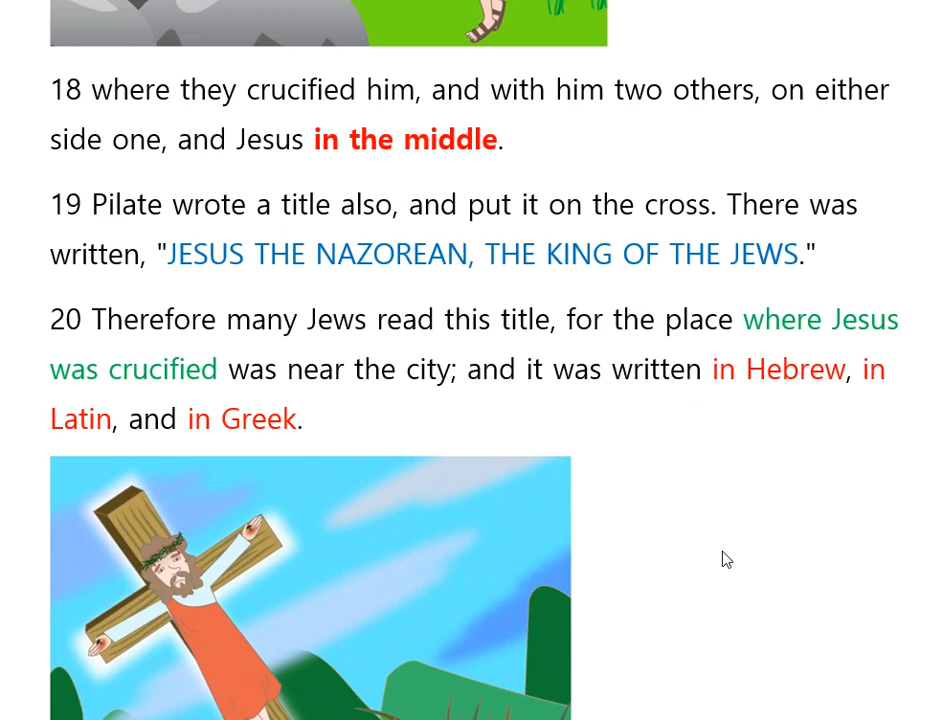 18 where they crucified him, and with him two others, on either
side one, and Jesus in the middle.
19 Pilate wrote a title also, and put it on the cross. There was
written, "JESUS THE NAZOREAN, THE KING OF THE JEWS."
20 Therefore many Jews read this title, for the place where Jesus
was crucified was near the city; and it was written in Hebrew, in
Latin, and in Greek.